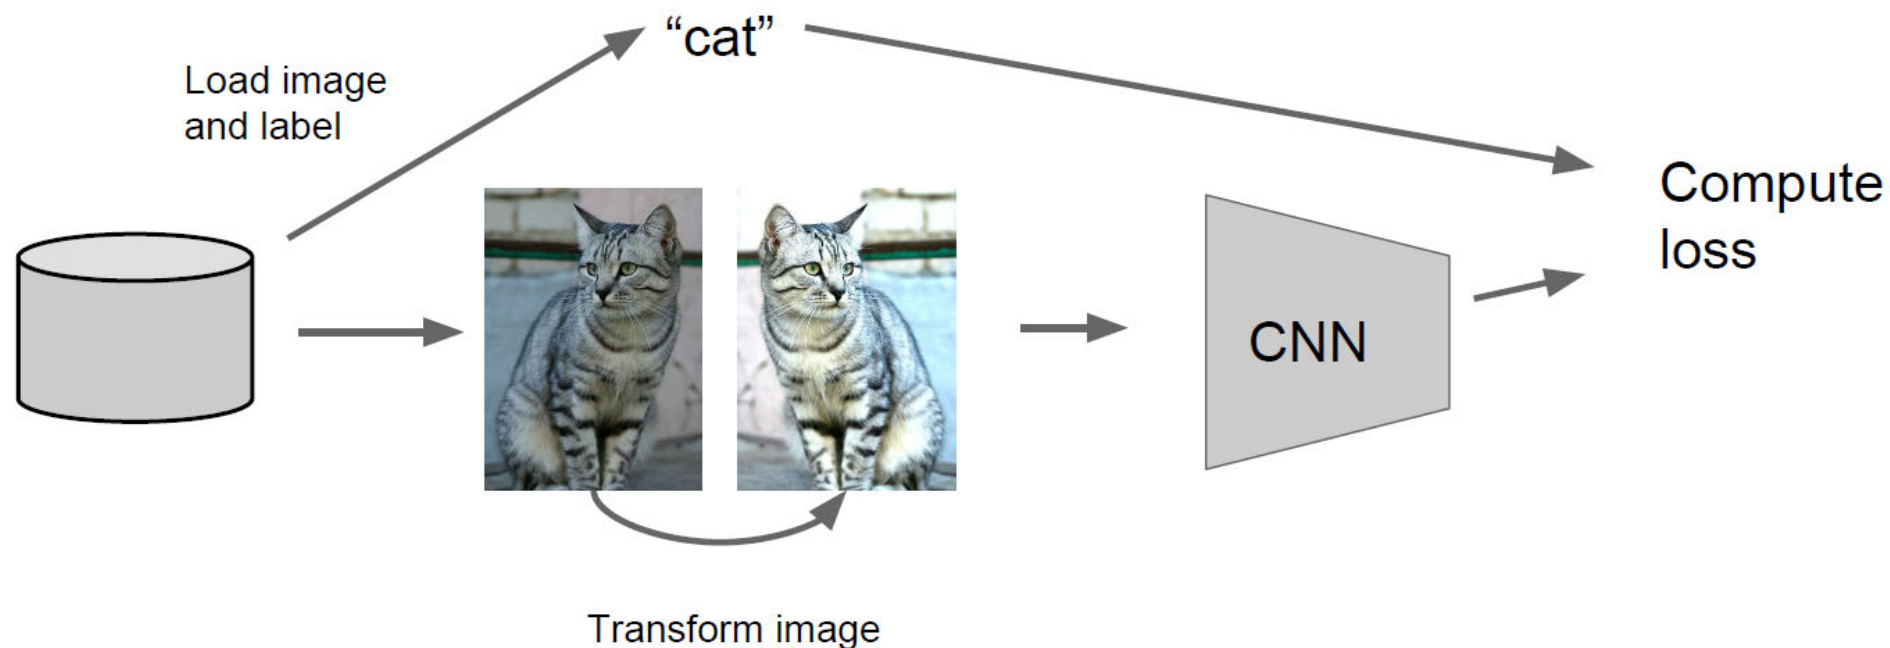 “cat”
Load image
and label
Compute
loss
CNN
Transform image